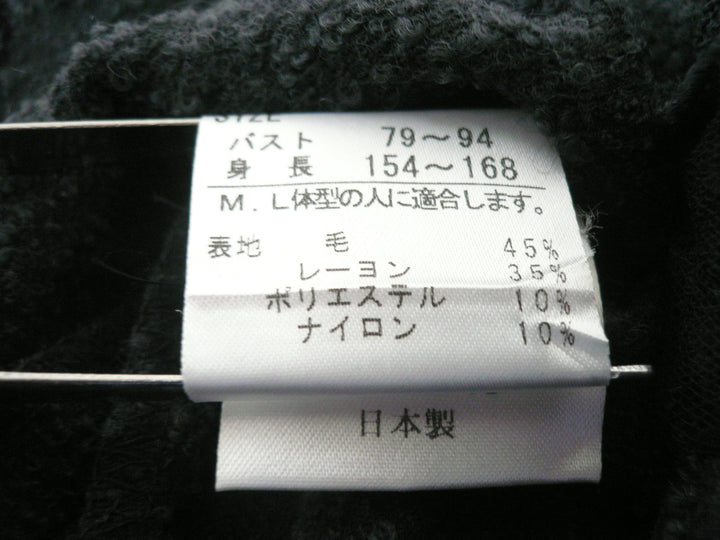 SIZE
バスト 79～94
身長 154～168
M.L体型の人に適合します。
表地 毛 45%
レーヨン 35%
ポリエステル 10%
ナイロン 10%
日本製